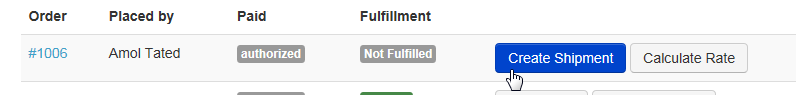 Order Placed by Paid Fulfillment
#1006 Amol Tated authorized Not Fulfilled Create Shipment Calculate Rate